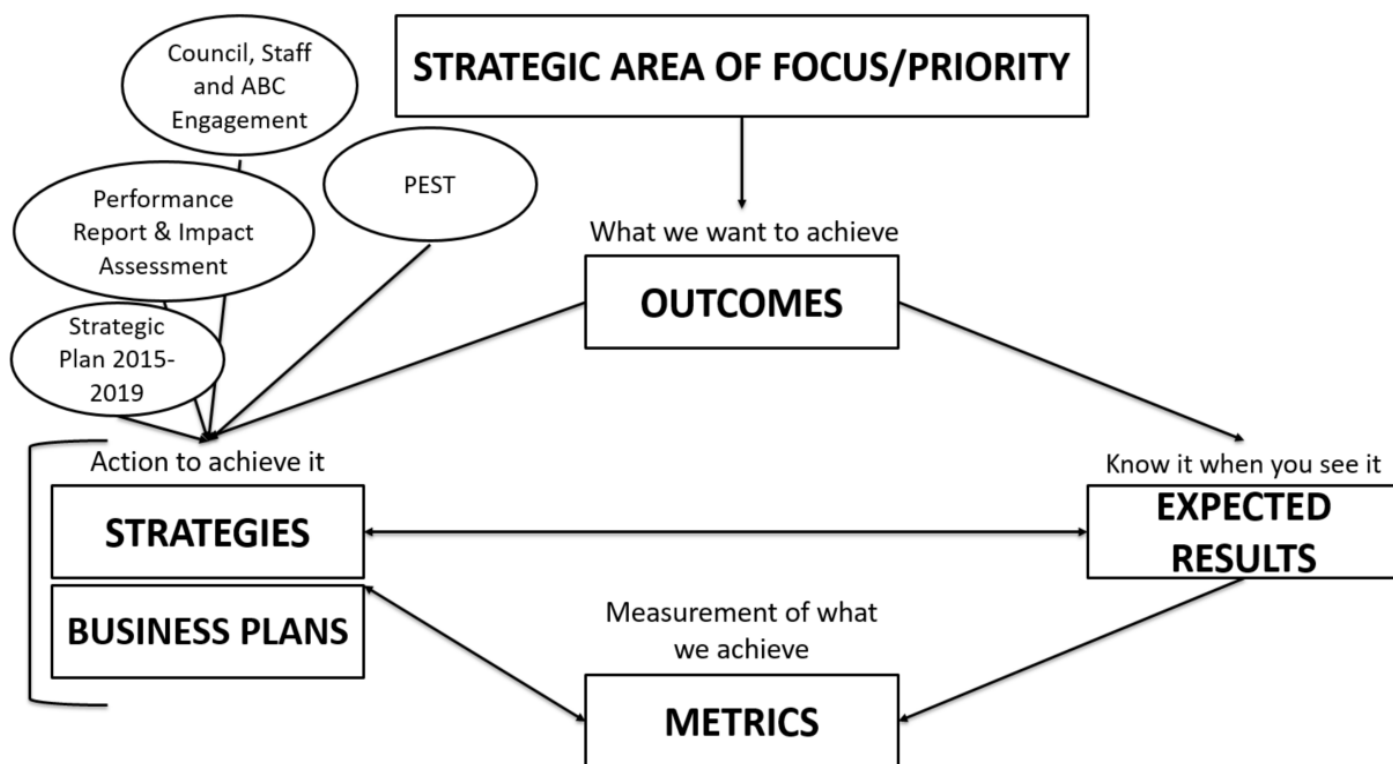 Council, Staff
and ABC
Engagement
STRATEGIC AREA OF FOCUS/PRIORITY
Performance
Report & Impact
Assessment
PEST
What we want to achieve
OUTCOMES
Strategic
Plan 2015-
2019
Action to achieve it
STRATEGIES
BUSINESS PLANS
Know it when you see it
EXPECTED
RESULTS
Measurement of what
we achieve
METRICS